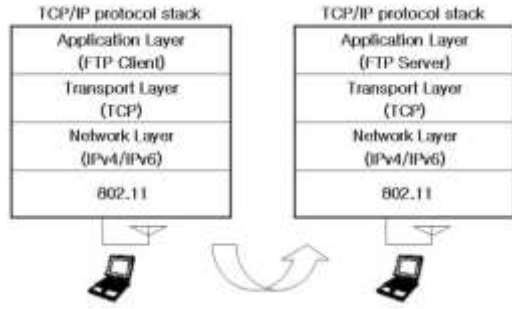 TCP/IP protocol stack
Application Layer
(FTP Client)
Transport Layer
(TCP)
Network Layer
(IPv4/IPv6)
802.11
TCP/IP protocol stack
Application Layer
(FTP Server)
Transport Layer
(TCP)
Network Layer
(IPv4/IPv6)
802.11